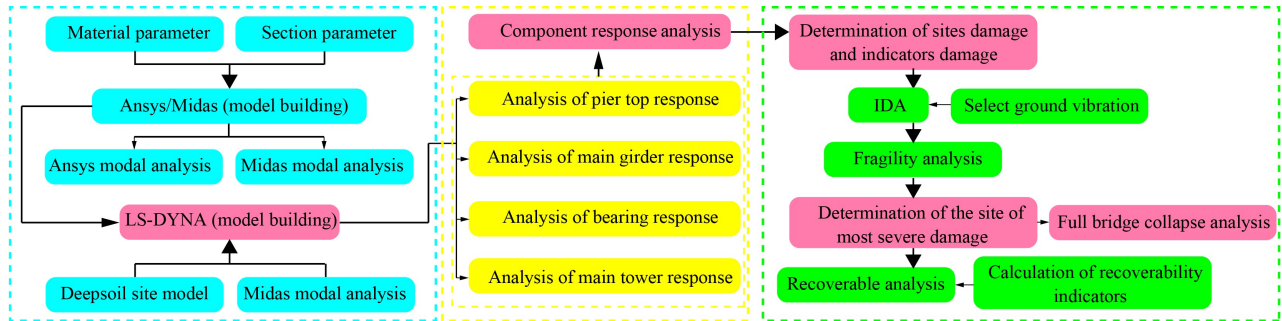 Material parameter
Section parameter
Ansys/Midas (model building)
Ansys modal analysis
Midas modal analysis
LS-DYNA (model building)
Deepsoil site model
Midas modal analysis
Component response analysis
Analysis of pier top response
Analysis of main girder response
Analysis of bearing response
Analysis of main tower response
Determination of sites damage
and indicators damage
IDA
Select ground vibration
Fragility analysis
Determination of the site of
most severe damage
Full bridge collapse analysis
Recoverable analysis
Calculation of recoverability
indicators